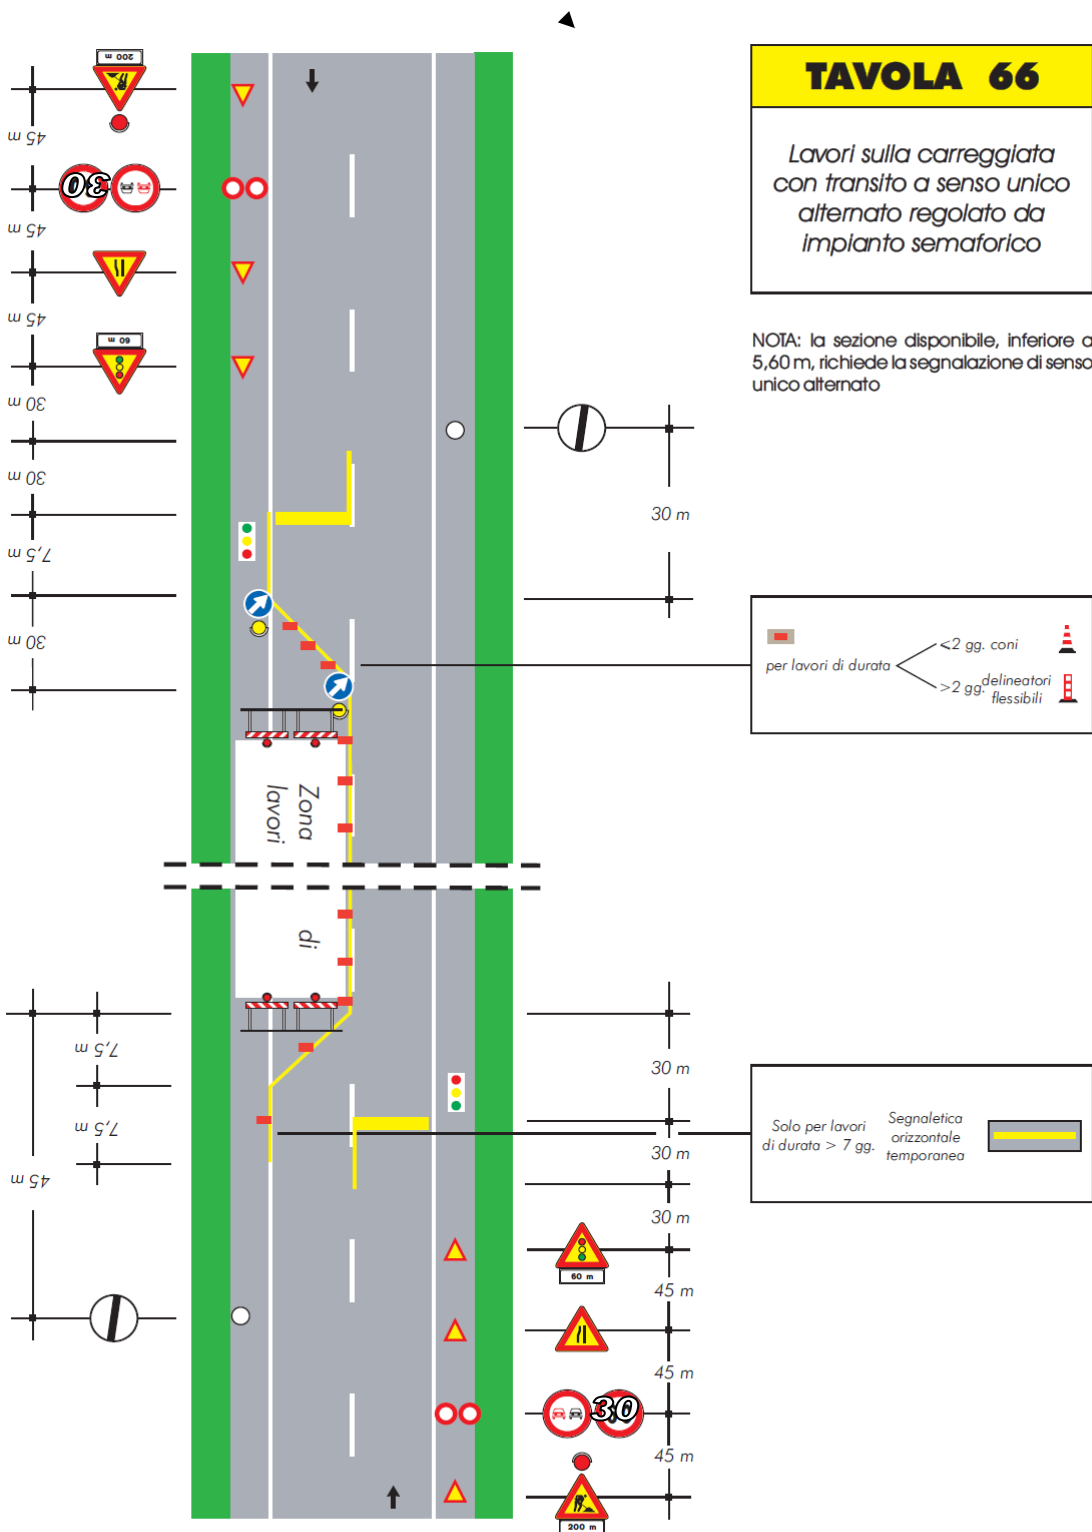 TAVOLA 66
Lavori sulla carreggiata
con transito a senso unico
alternato regolato da
impianto semaforico
NOTA: la sezione disponibile, inferiore a
5,60 m, richiede la segnalazione di senso
unico alternato
200 m
45 m
30
45 m
45 m
60 m
30 m
30 m
7,5 m
30 m
30 m
per lavori di durata
<2 gg. coni
>2 gg. delineatori
flessibili
Zona
lavori
di
7,5 m
7,5 m
45 m
30 m
30 m
30 m
Solo per lavori
di durata > 7 gg.
Segnaletica
orizzontale
temporanea
60 m
45 m
45 m
30
45 m
200 m